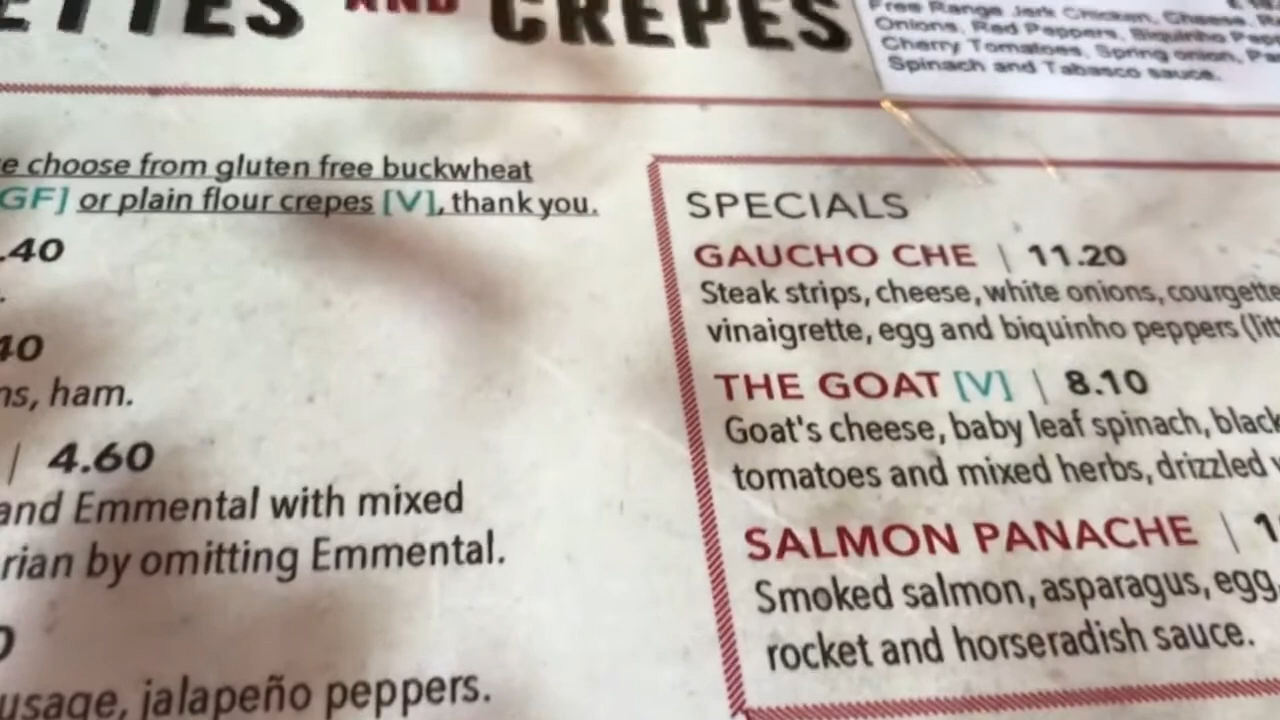 AND CREPES
Free Range Jerk Chicken, Cheese,
Onions, Red Peppers, Biquinho
Cherry Tomatoes, Spring onion,
Spinach and Tabasco sauce.
choose from gluten free buckwheat
GF] or plain flour crepes [V], thank you.
.40
40
ham.
| 4.60
and Emmental with mixed
by omitting Emmental.
jalapeño peppers.
SPECIALS
GAUCHO CHE | 11.20
Steak strips, cheese, white onions, courgette
vinaigrette, egg and biquinho peppers
THE GOAT [V] | 8.10
Goat's cheese, baby leaf spinach, black
tomatoes and mixed herbs, drizzled
SALMON PANACHE |
Smoked salmon, asparagus, egg,
rocket and horseradish sauce.